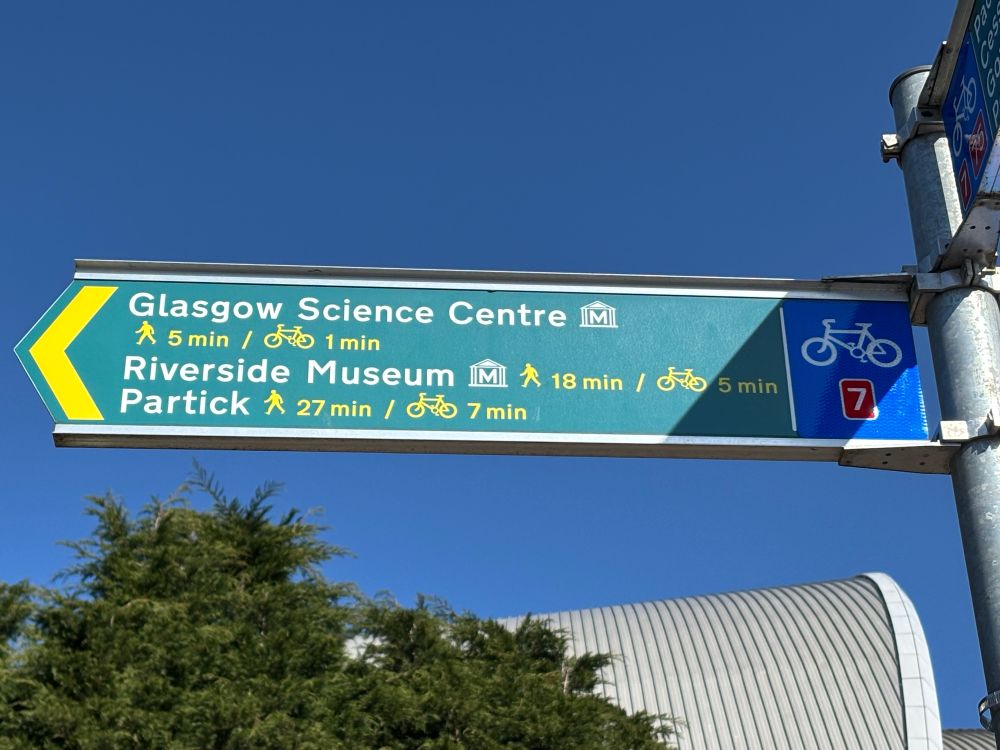 Glasgow Science Centre M
5 min / 1 min
Riverside Museum M 18 min / 5 min
Partick 27 min / 7 min
7
7